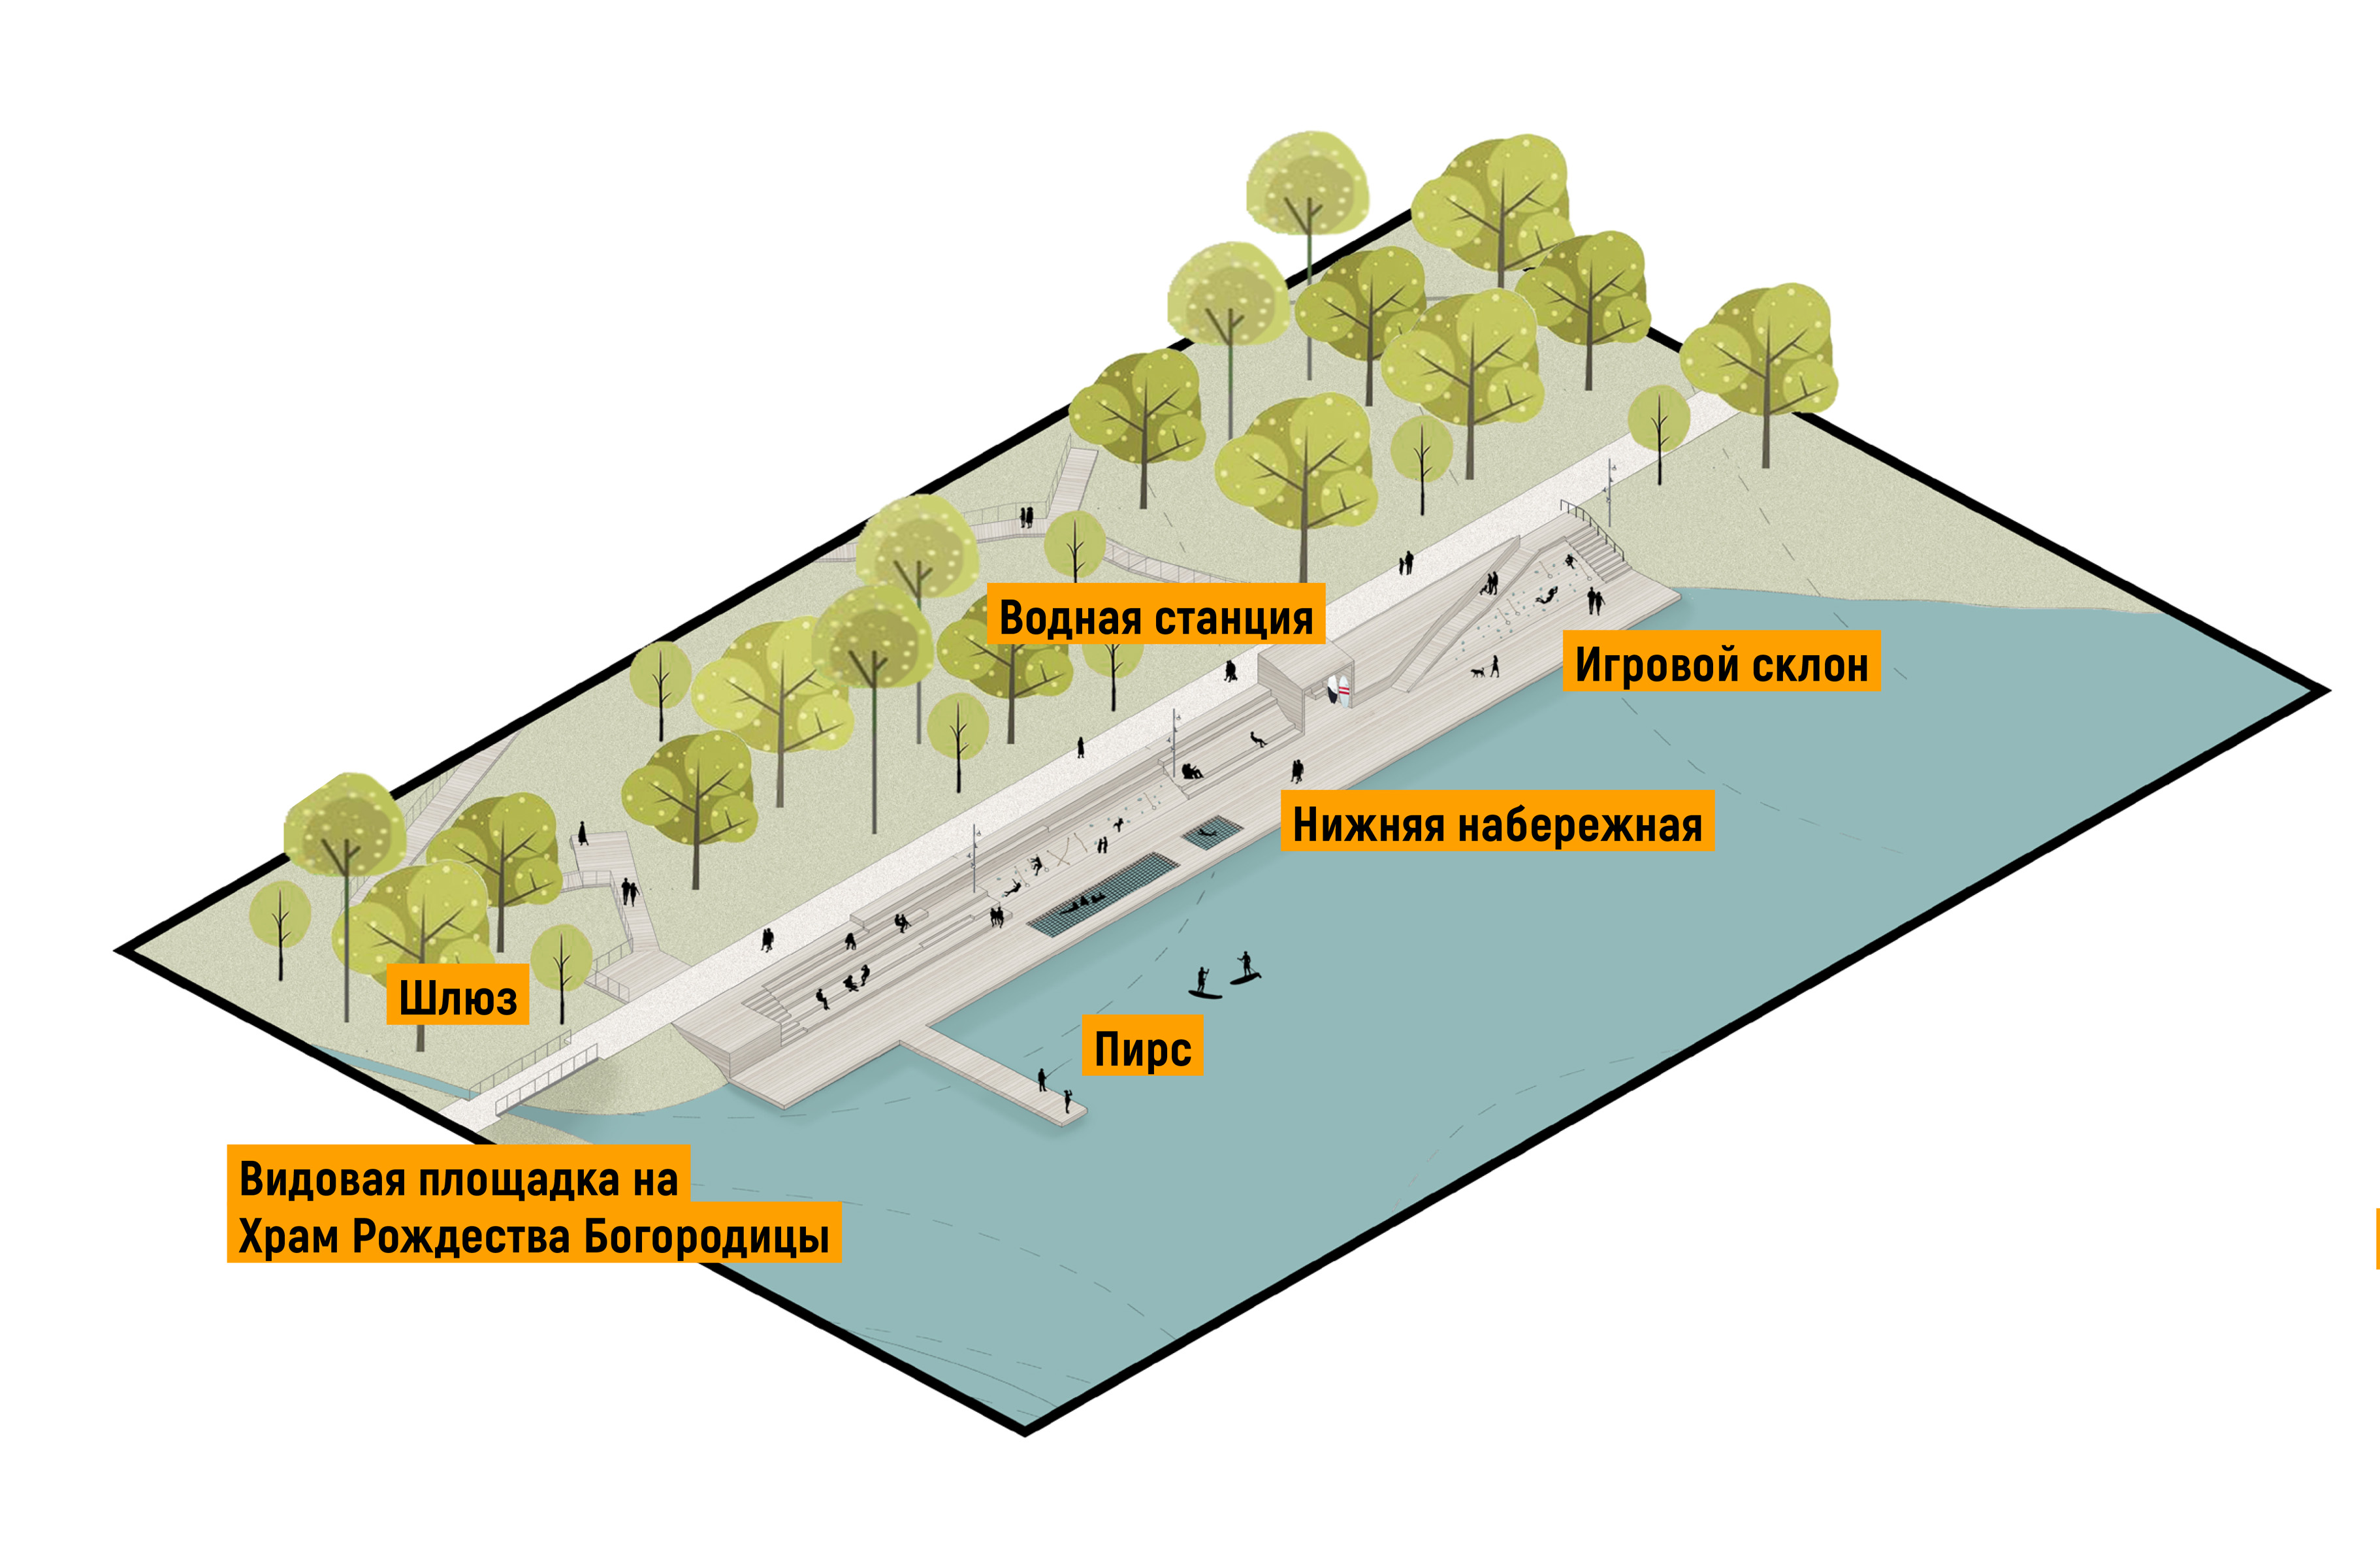 Водная станция
Игровой склон
Нижняя набережная
Шлюз
Пирс
Видовая площадка на
Храм Рождества Богородицы